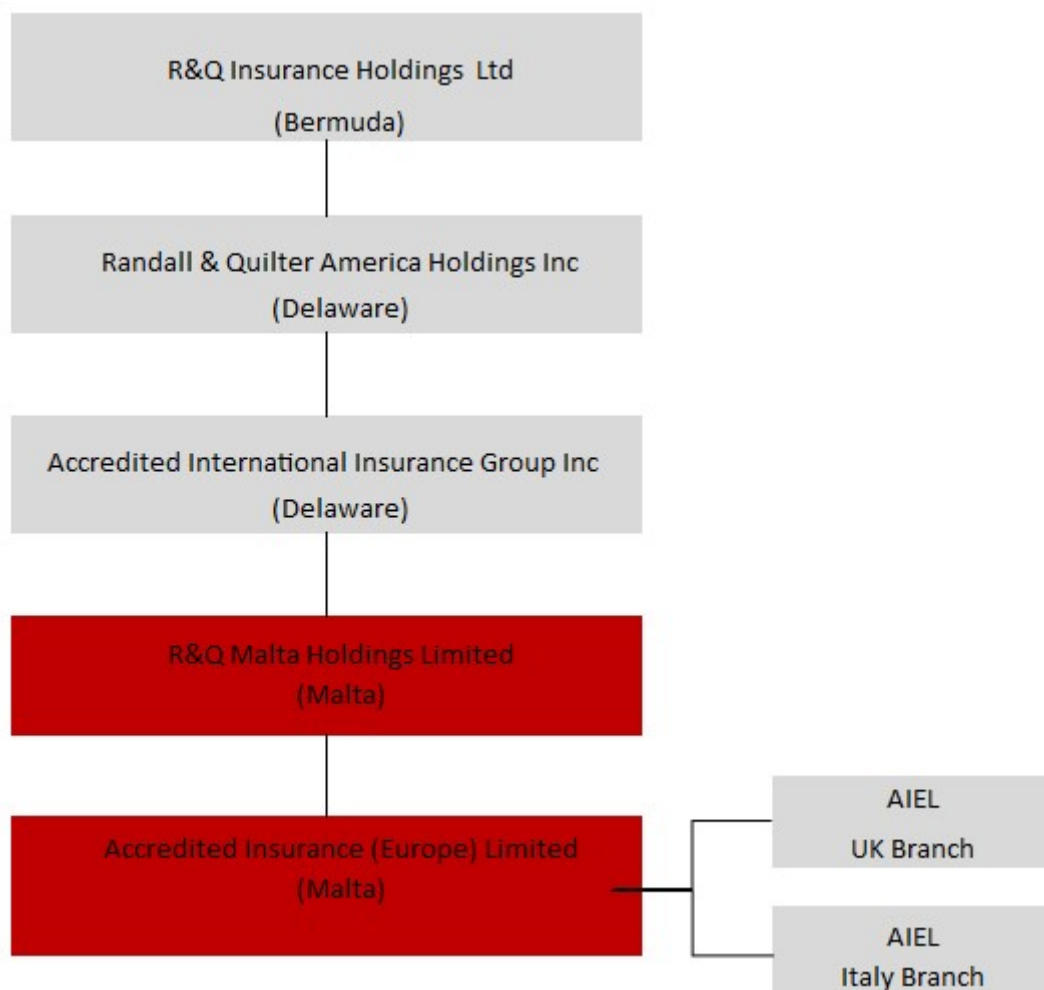 R&Q Insurance Holdings Ltd
(Bermuda)
Randall & Quilter America Holdings Inc
(Delaware)
Accredited International Insurance Group Inc
(Delaware)
R&Q Malta Holdings Limited
(Malta)
Accredited Insurance (Europe) Limited
(Malta)
AIEL
UK Branch
AIEL
Italy Branch